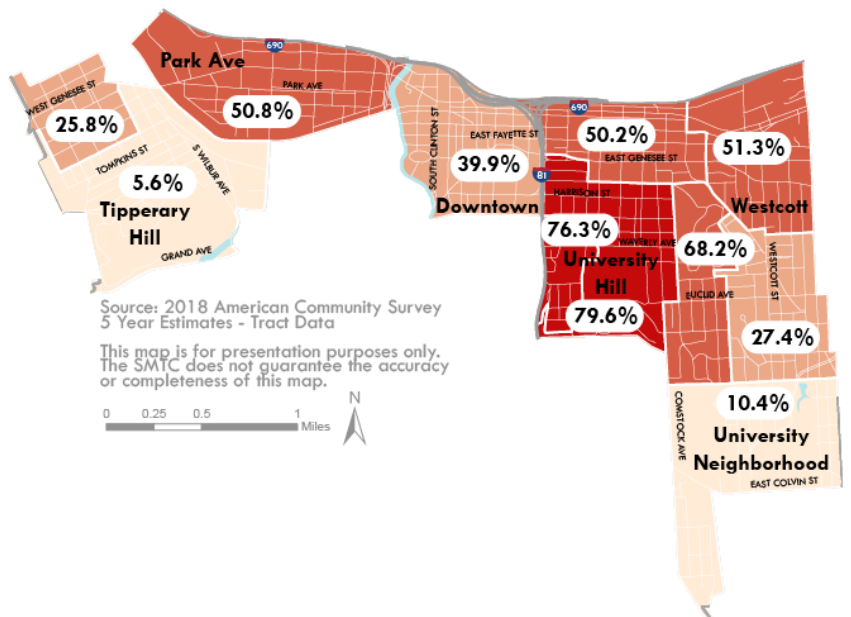 690
Park Ave
PARK AVE
WEST GENESEE ST
50.8%
25.8%
TOMPKINS ST
S WILBUR AVE
5.6%
Tipperary
Hill
GRAND AVE
SOUTH CLINTON ST
EAST FAYETTE ST
39.9%
Downtown
81
690
50.2%
EAST GENESEE ST
51.3%
Westcott
HARRISON ST
76.3%
WAVERLY AVE
University
Hill
79.6%
68.2%
EUCLID AVE
WESTCOTT ST
27.4%
10.4%
COMSTOCK AVE
University
Neighborhood
EAST COLVIN ST
Source: 2018 American Community Survey
5 Year Estimates - Tract Data
This map is for presentation purposes only.
The SMTC does not guarantee the accuracy
or completeness of this map.
N
0 0.25 0.5 1
Miles